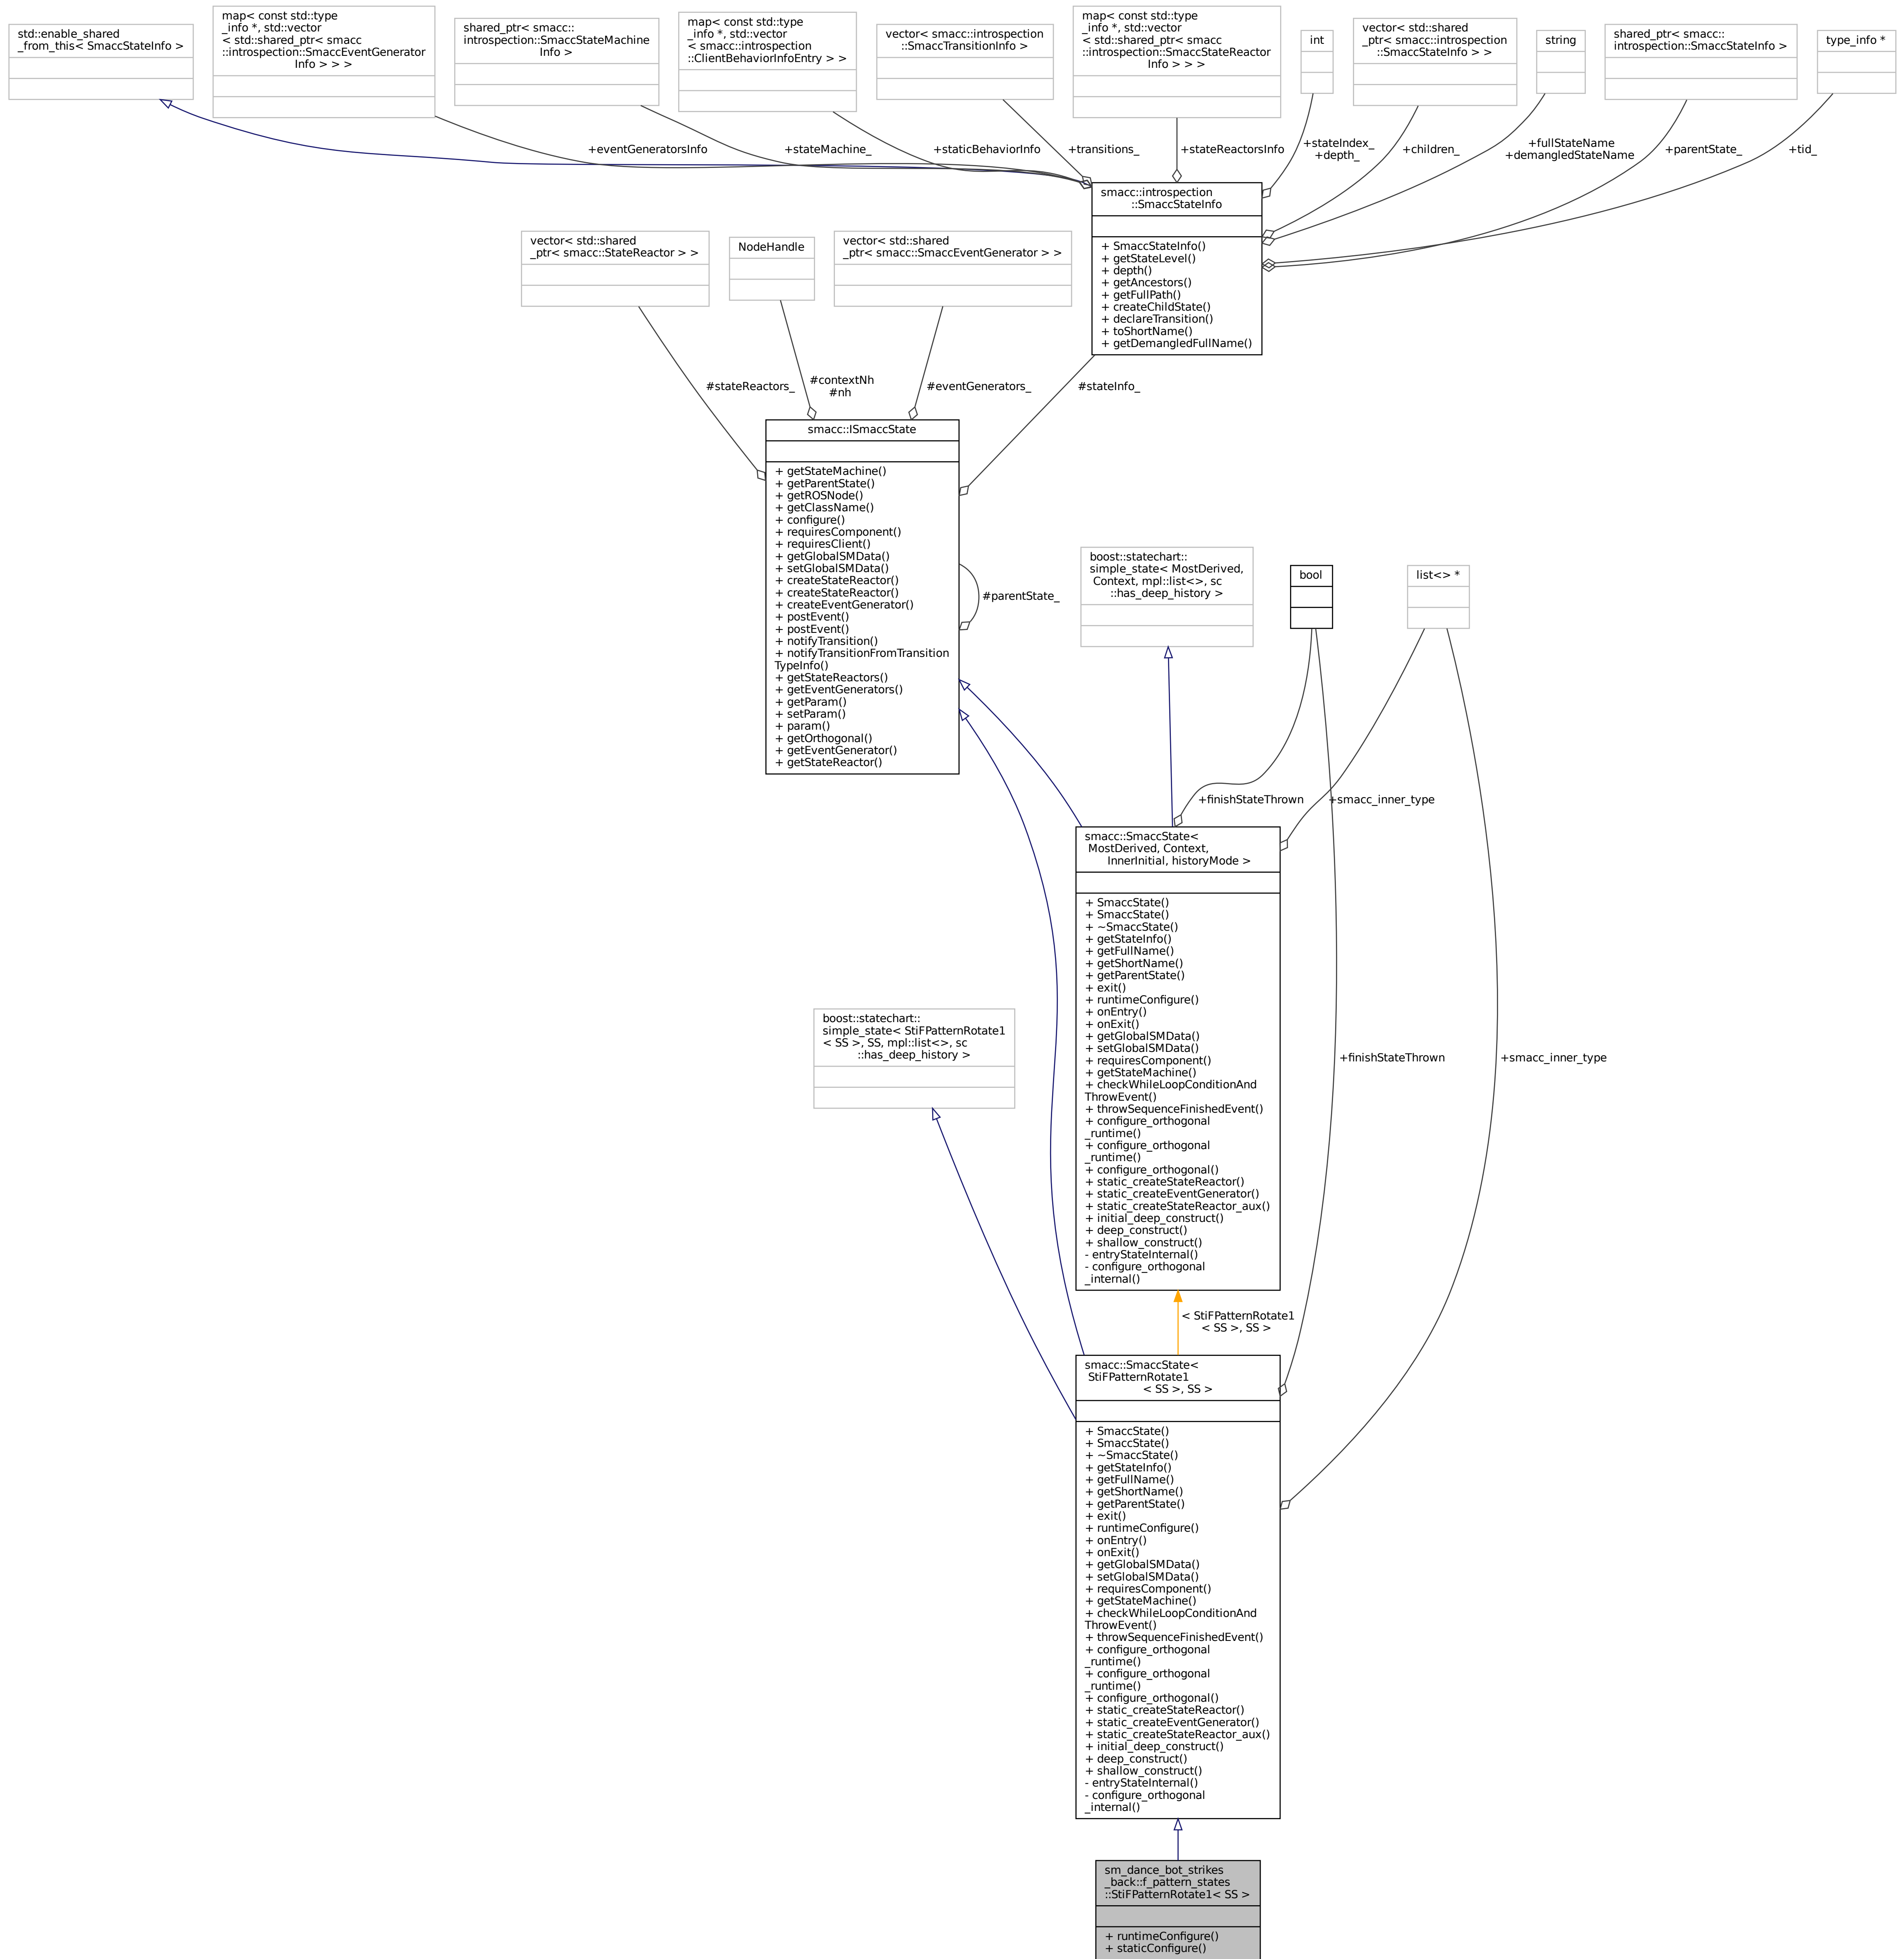 std::enable_shared
_from_this< SmaccStateInfo >
map< const std::type
_info *, std::vector
< std::shared_ptr< smacc
::introspection::SmaccEventGenerator
Info > > >
shared_ptr< smacc::
introspection::SmaccStateMachine
Info >
map< const std::type
_info *, std::vector
< smacc::introspection
::ClientBehaviorInfoEntry > >
vector< smacc::introspection
::SmaccTransitionInfo >
map< const std::type
_info *, std::vector
< std::shared_ptr< smacc
::introspection::SmaccStateReactor
Info > > >
int
vector< std::shared
_ptr< smacc::introspection
::SmaccStateInfo > >
string
shared_ptr< smacc::
introspection::SmaccStateInfo >
type_info *
+eventGeneratorsInfo
+stateMachine_
+staticBehaviorInfo
+transitions_
+stateReactorsInfo
+stateIndex_
+depth_
+children_
+fullStateName
+demangledStateName
+parentState_
+tid_
smacc::introspection
::SmaccStateInfo
+ SmaccStateInfo()
+ getStateLevel()
+ depth()
+ getAncestors()
+ getFullPath()
+ createChildState()
+ declareTransition()
+ toShortName()
+ getDemangledFullName()
vector< std::shared
_ptr< smacc::StateReactor > >
NodeHandle
vector< std::shared
_ptr< smacc::SmaccEventGenerator > >
#stateReactors_
#contextNh
#nh
#eventGenerators_
#stateInfo_
smacc::ISmaccState
+ getStateMachine()
+ getParentState()
+ getROSNode()
+ getClassName()
+ configure()
+ requiresComponent()
+ requiresClient()
+ getGlobalSMData()
+ setGlobalSMData()
+ createStateReactor()
+ createStateReactor()
+ createEventGenerator()
+ postEvent()
+ postEvent()
+ notifyTransition()
+ notifyTransitionFromTransition
TypeInfo()
+ getStateReactors()
+ getEventGenerators()
+ getParam()
+ setParam()
+ param()
+ getOrthogonal()
+ getEventGenerator()
+ getStateReactor()
#parentState_
boost::statechart::
simple_state< MostDerived,
Context, mpl::list<>, sc
::has_deep_history >
bool
list<> *
+finishStateThrown
+smacc_inner_type
smacc::SmaccState<
MostDerived, Context,
InnerInitial, historyMode >
+ SmaccState()
+ SmaccState()
+ ~SmaccState()
+ getStateInfo()
+ getFullName()
+ getShortName()
+ getParentState()
+ exit()
+ runtimeConfigure()
+ onEntry()
+ onExit()
+ getGlobalSMData()
+ setGlobalSMData()
+ requiresComponent()
+ getStateMachine()
+ checkWhileLoopConditionAnd
ThrowEvent()
+ throwSequenceFinishedEvent()
+ configure_orthogonal
_runtime()
+ configure_orthogonal
_runtime()
+ configure_orthogonal()
+ static_createStateReactor()
+ static_createEventGenerator()
+ static_createStateReactor_aux()
+ initial_deep_construct()
+ deep_construct()
+ shallow_construct()
- entryStateInternal()
- configure_orthogonal
_internal()
boost::statechart::
simple_state< StiFPatternRotate1
< SS >, SS, mpl::list<>, sc
::has_deep_history >
+finishStateThrown
+smacc_inner_type
< StiFPatternRotate1
< SS >, SS >
smacc::SmaccState<
StiFPatternRotate1
< SS >, SS >
+ SmaccState()
+ SmaccState()
+ ~SmaccState()
+ getStateInfo()
+ getFullName()
+ getShortName()
+ getParentState()
+ exit()
+ runtimeConfigure()
+ onEntry()
+ onExit()
+ getGlobalSMData()
+ setGlobalSMData()
+ requiresComponent()
+ getStateMachine()
+ checkWhileLoopConditionAnd
ThrowEvent()
+ throwSequenceFinishedEvent()
+ configure_orthogonal
_runtime()
+ configure_orthogonal
_runtime()
+ configure_orthogonal()
+ static_createStateReactor()
+ static_createEventGenerator()
+ static_createStateReactor_aux()
+ initial_deep_construct()
+ deep_construct()
+ shallow_construct()
- entryStateInternal()
- configure_orthogonal
_internal()
sm_dance_bot_strikes
_back::f_pattern_states
::StiFPatternRotate1< SS >
+ runtimeConfigure()
+ staticConfigure()